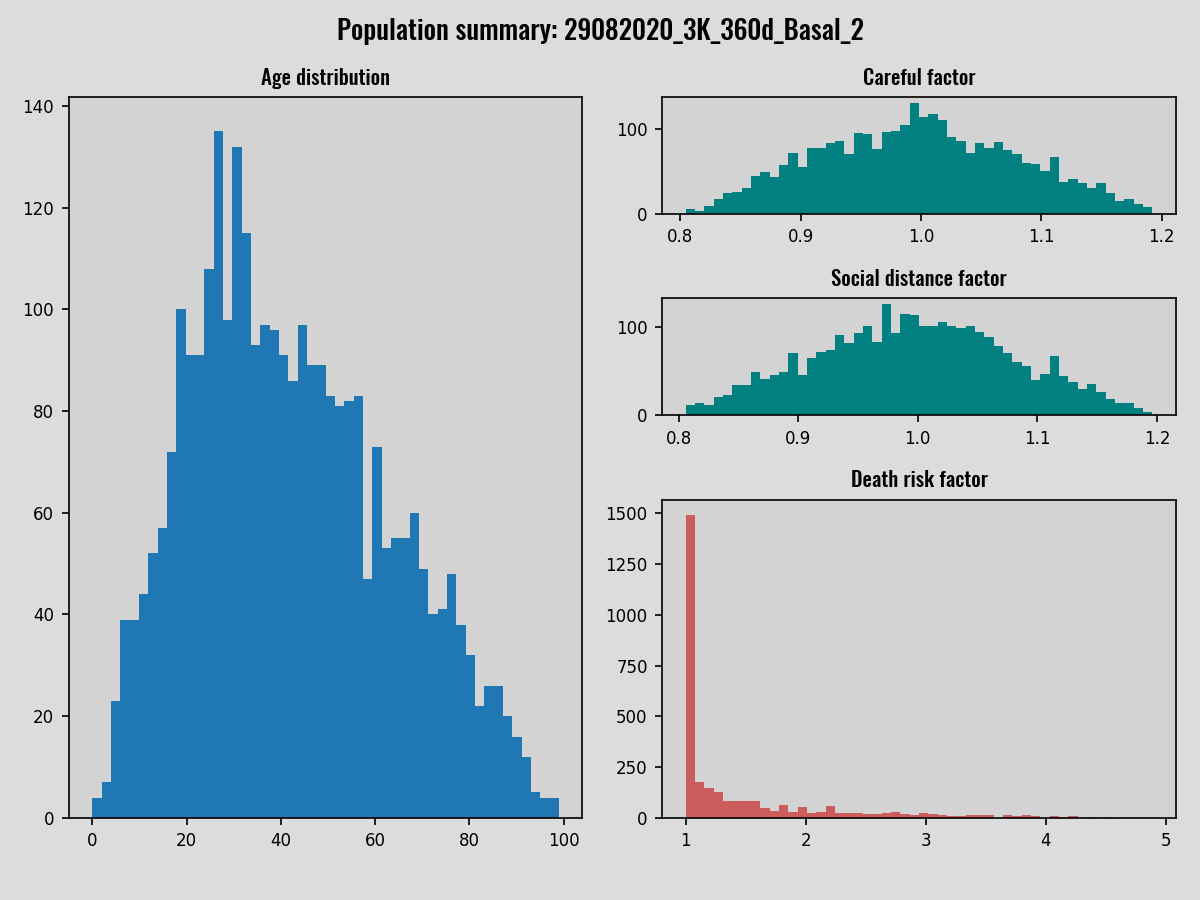 Population summary: 29082020_3K_360d_Basal_2
Age distribution
140
120
100
80
60
40
20
0
0 20 40 60 80 100
Careful factor
100
0
0.8 0.9 1.0 1.1 1.2
Social distance factor
100
0
0.8 0.9 1.0 1.1 1.2
Death risk factor
1500
1250
1000
750
500
250
0
1 2 3 4 5